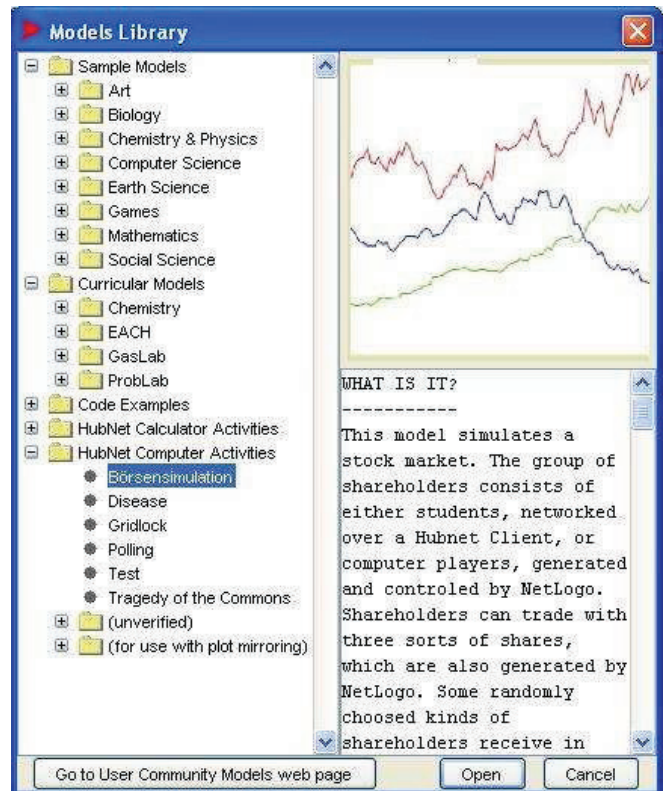 Models Library
Sample Models
Art
Biology
Chemistry & Physics
Computer Science
Earth Science
Games
Mathematics
Social Science
Curricular Models
Chemistry
EACH
GasLab
ProbLab
Code Examples
HubNet Calculator Activities
HubNet Computer Activities
Börsensimulation
Disease
Gridlock
Polling
Test
Tragedy of the Commons
(unverified)
(for use with plot mirroring)
WHAT IS IT?
-----------
This model simulates a
stock market. The group of
shareholders consists of
either students, networked
over a Hubnet Client, or
computer players, generated
and controled by NetLogo.
Shareholders can trade with
three sorts of shares,
which are also generated by
NetLogo. Some randomly
choosed kinds of
shareholders receive in
Go to User Community Models web page
Open
Cancel